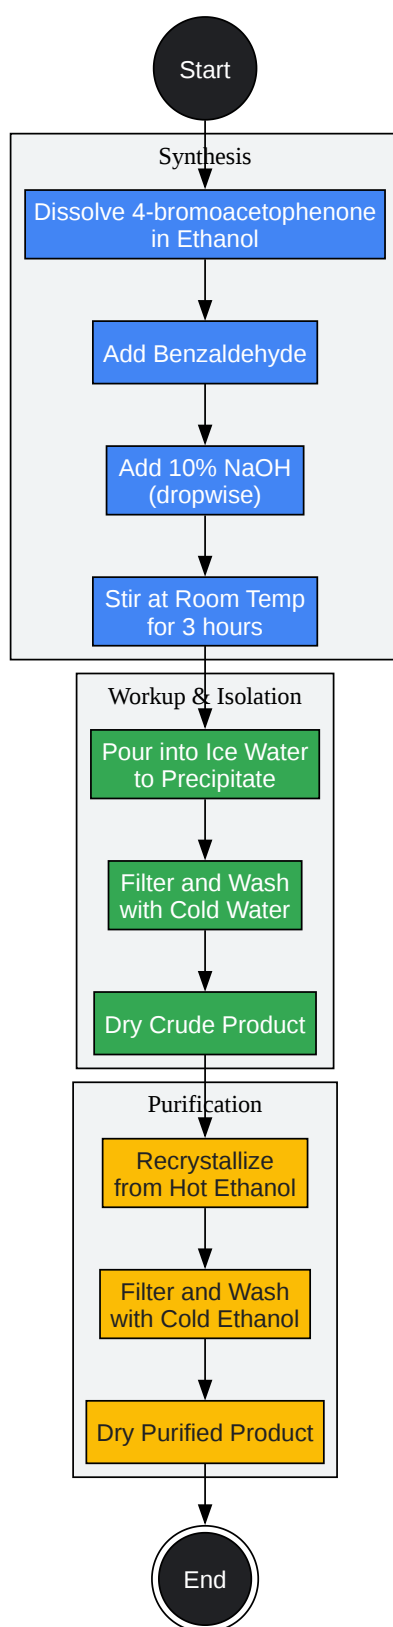 Start
Synthesis
Dissolve 4-bromoacetophenone
in Ethanol
Add Benzaldehyde
Add 10% NaOH
(dropwise)
Stir at Room Temp
for 3 hours
Workup & Isolation
Pour into Ice Water
to Precipitate
Filter and Wash
with Cold Water
Dry Crude Product
Purification
Recrystallize
from Hot Ethanol
Filter and Wash
with Cold Ethanol
Dry Purified Product
End